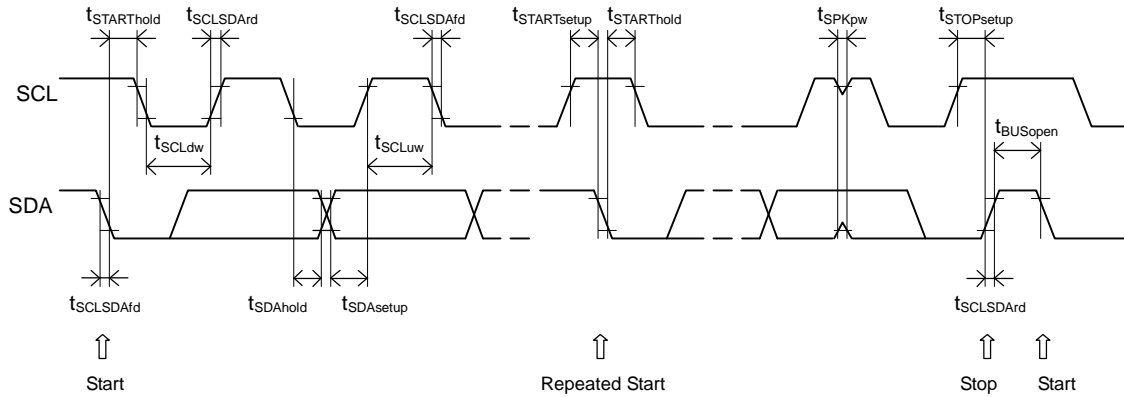 tSTARThold tSCLSDArd tSCLSDAfd tSTARTsetup tSTARThold tSPKpw tSTOPsetup
SCL
tSCLdw tSCLuw tBUSopen
SDA
tSCLSDAfd tSDAhold tSDAsetup tSCLSDArd
Start Repeated Start Stop Start